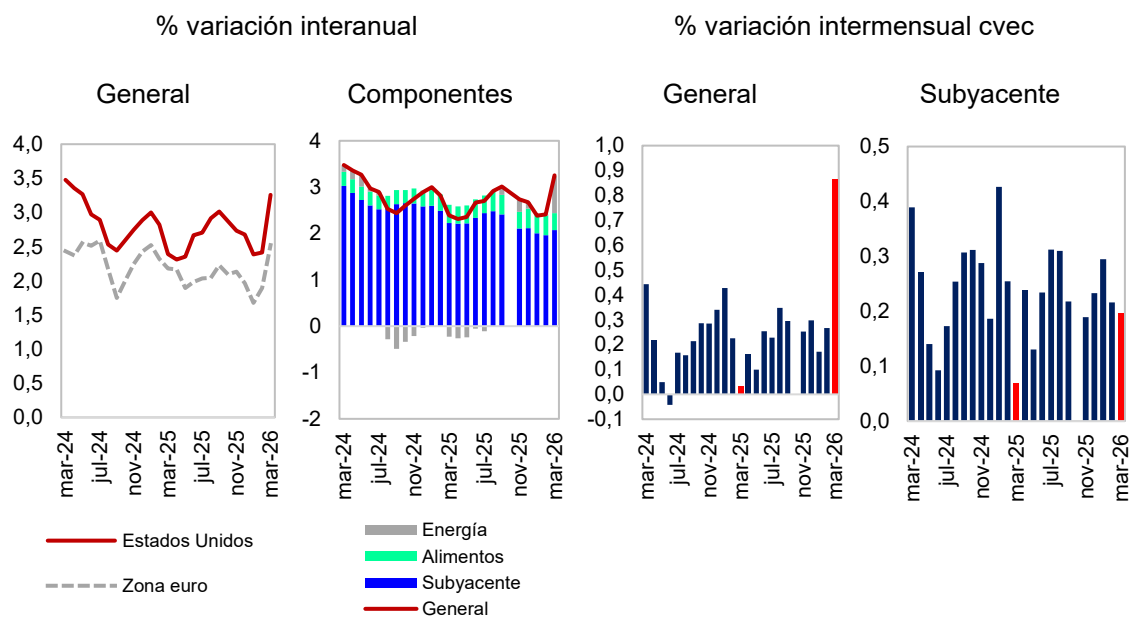 % variación interanual
% variación intermensual cvec
General
Componentes
General
Subyacente
4,0
3,5
3,0
2,5
2,0
1,5
1,0
0,5
0,0
mar-24
jul-24
nov-24
mar-25
jul-25
nov-25
mar-26
4
3
2
1
0
-1
-2
mar-24
jul-24
nov-24
mar-25
jul-25
nov-25
mar-26
1,0
0,9
0,8
0,7
0,6
0,5
0,4
0,3
0,2
0,1
0,0
-0,1
mar-24
jul-24
nov-24
mar-25
jul-25
nov-25
mar-26
0,5
0,4
0,3
0,2
0,1
0,0
mar-24
jul-24
nov-24
mar-25
jul-25
nov-25
mar-26
Estados Unidos
Zona euro
Energía
Alimentos
Subyacente
General